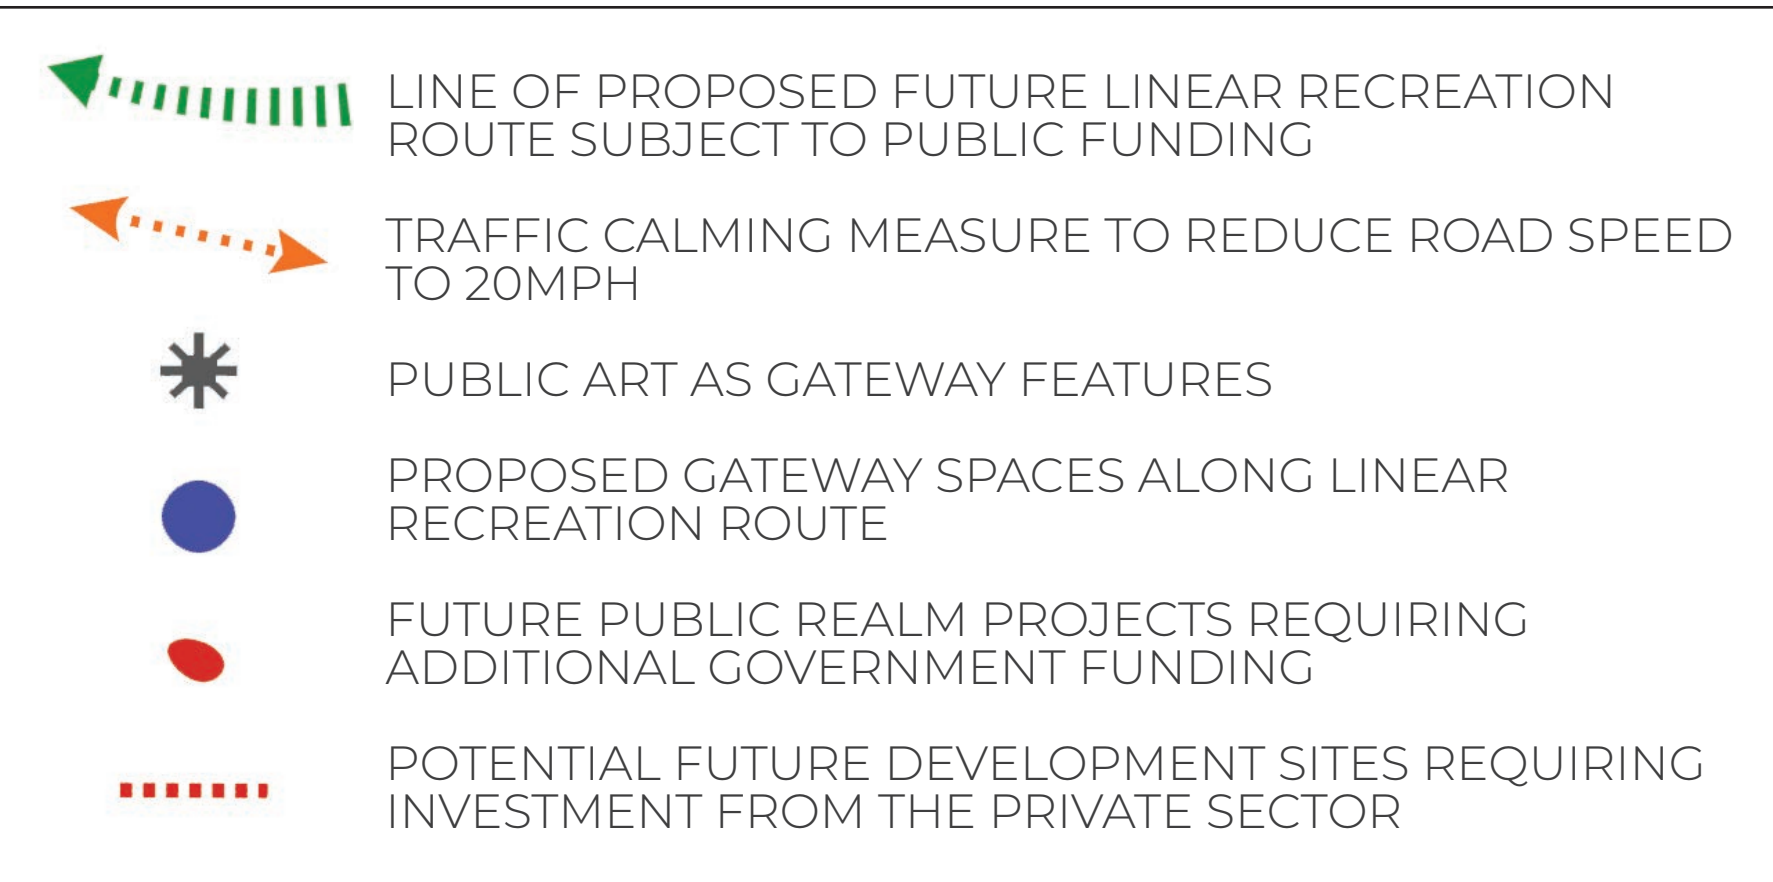 LINE OF PROPOSED FUTURE LINEAR RECREATION
ROUTE SUBJECT TO PUBLIC FUNDING
TRAFFIC CALMING MEASURE TO REDUCE ROAD SPEED
TO 20MPH
PUBLIC ART AS GATEWAY FEATURES
PROPOSED GATEWAY SPACES ALONG LINEAR
RECREATION ROUTE
FUTURE PUBLIC REALM PROJECTS REQUIRING
ADDITIONAL GOVERNMENT FUNDING
POTENTIAL FUTURE DEVELOPMENT SITES REQUIRING
INVESTMENT FROM THE PRIVATE SECTOR